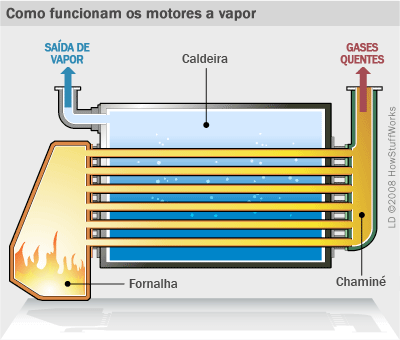 Como funcionam os motores a vapor
SAÍDA DE
VAPOR
Caldeira
GASES
QUENTES
Fornalha
Chaminé
LD ©2008 HowStuffWorks